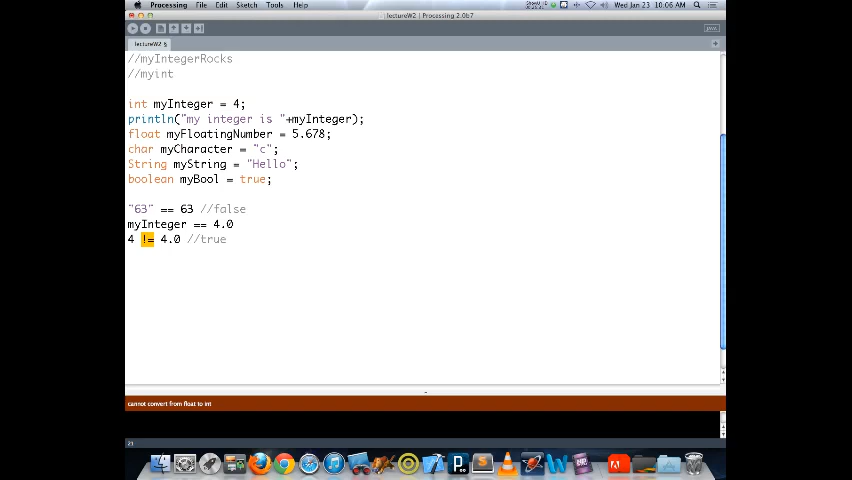 Processing File Edit Sketch Tools Help Wed Jan 23 10:06 AM
lectureW2 | Processing 2.0b7
JAVA
lectureW2 §
//myIntegerRocks
//myint
int myInteger = 4;
println("my integer is "+myInteger);
float myFloatingNumber = 5.678;
char myCharacter = "c";
String myString = "Hello";
boolean myBool = true;
"63" == 63 //false
myInteger == 4.0
4 != 4.0 //true
cannot convert from float to int
21